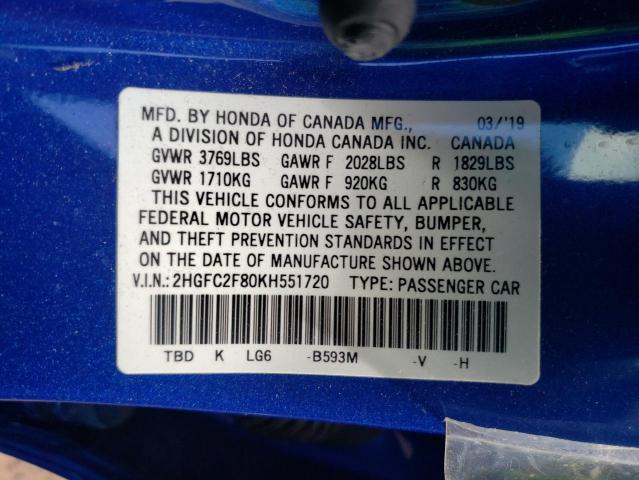 MFD. BY HONDA OF CANADA MFG., 03/'19
A DIVISION OF HONDA CANADA INC. CANADA
GVWR 3769LBS GAWR F 2028LBS R 1829LBS
GVWR 1710KG GAWR F 920KG R 830KG
THIS VEHICLE CONFORMS TO ALL APPLICABLE
FEDERAL MOTOR VEHICLE SAFETY, BUMPER,
AND THEFT PREVENTION STANDARDS IN EFFECT
ON THE DATE OF MANUFACTURE SHOWN ABOVE.
V.I.N.: 2HGFC2F80KH551720 TYPE: PASSENGER CAR
TBD K LG6 -B593M -V -H